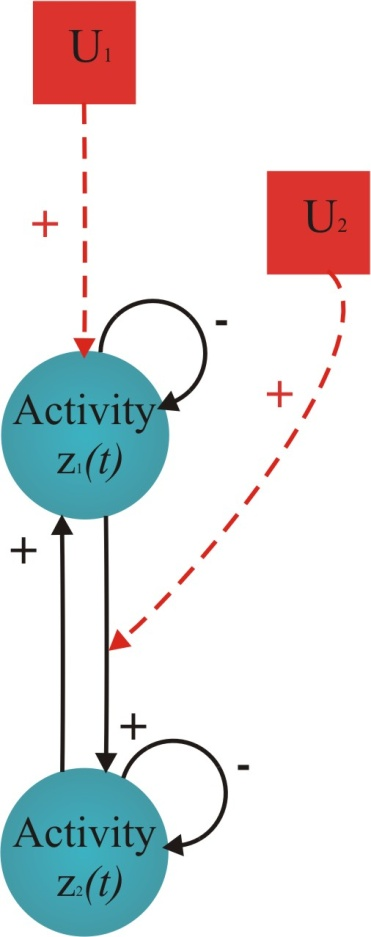 U₁
U₂
+
-
+
Activity
z₁(t)
+
+
-
Activity
z₂(t)